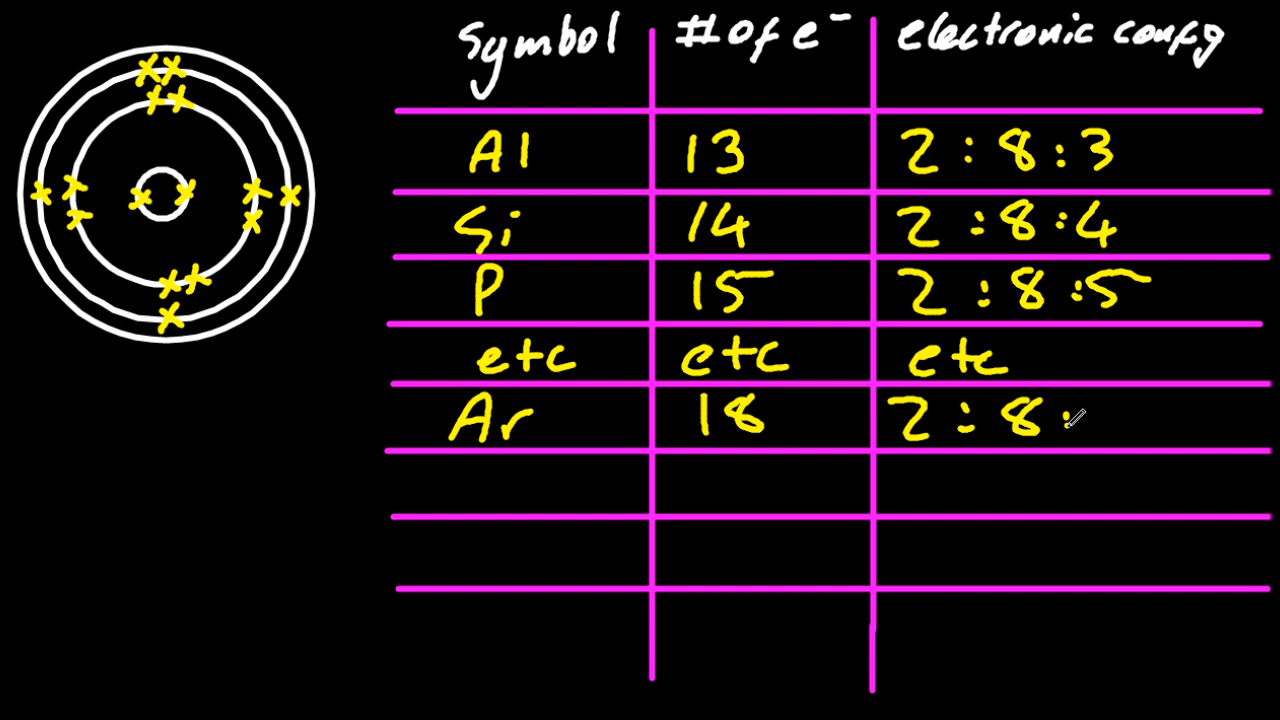 Symbol # of e⁻ electronic config
Al 13 2 : 8 : 3
Si 14 2 : 8 : 4
P 15 2 : 8 : 5
etc etc etc
Ar 18 2 : 8 :